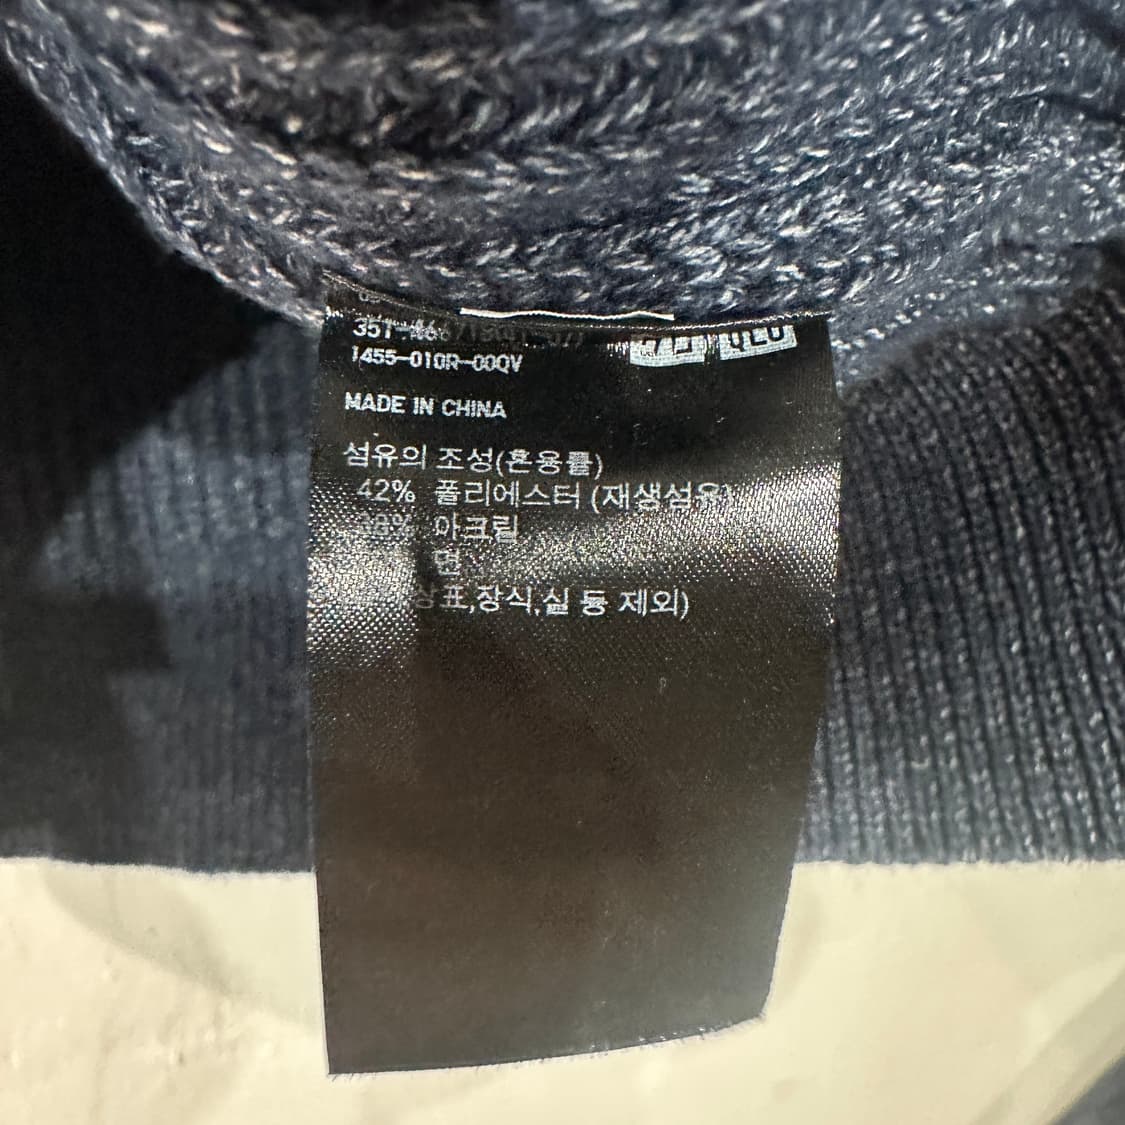 1455-010R-00QV
MADE IN CHINA
섬유의 조성(혼용률)
42% 폴리에스터 (재생섬유)
아크릴
면
상표,장식,실 등 제외)